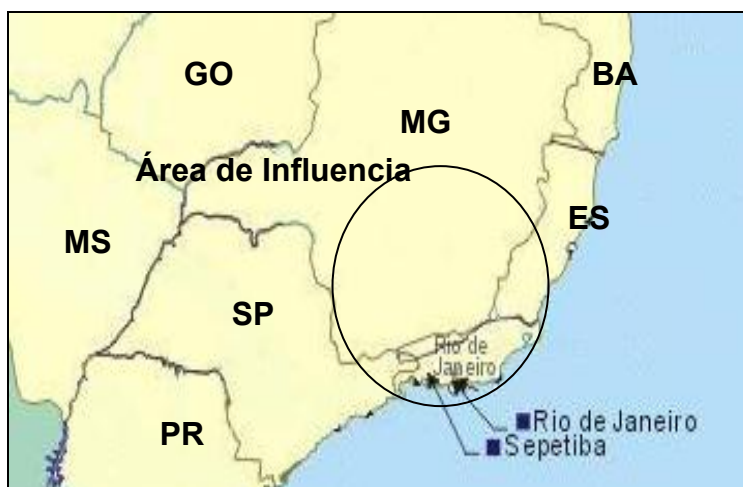 GO
BA
MG
Área de Influencia
ES
MS
SP
Rio de
Janeiro
PR
Rio de Janeiro
Sepetiba